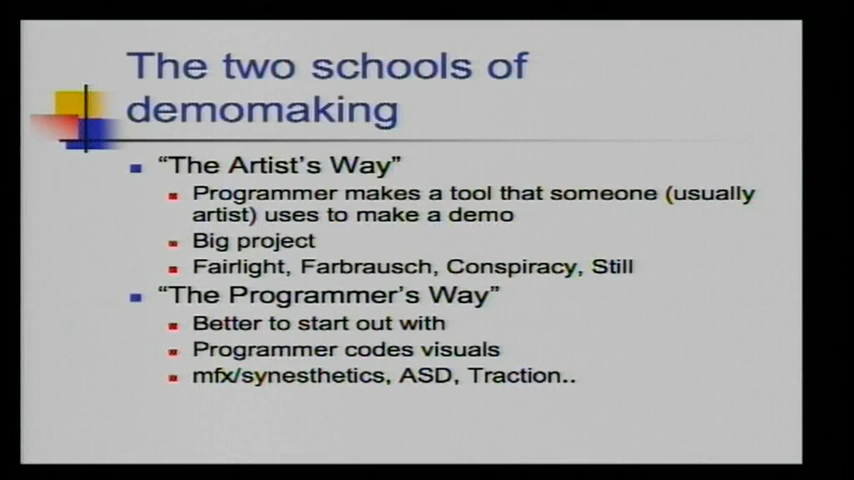 The two schools of
demomaking
"The Artist's Way"
Programmer makes a tool that someone (usually
artist) uses to make a demo
Big project
Fairlight, Farbrausch, Conspiracy, Still
"The Programmer's Way"
Better to start out with
Programmer codes visuals
mfx/synesthetics, ASD, Traction..